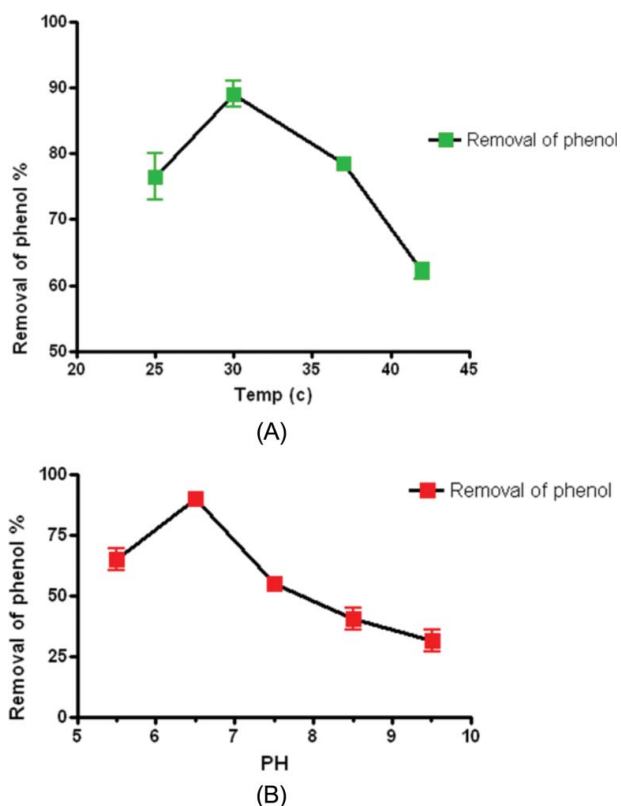 100
90
80
70
60
50
Removal of phenol %
20 25 30 35 40 45
Temp (c)
Removal of phenol
(A)
100
75
50
25
0
Removal of phenol %
5 6 7 8 9 10
PH
Removal of phenol
(B)